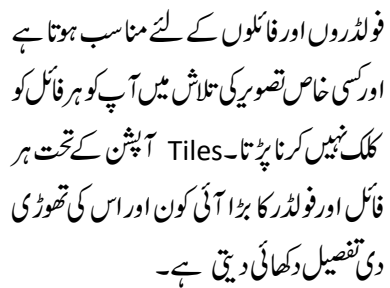 فولڈروں اور فائلوں کے لئے مناسب ہوتا ہے
اور کسی خاص تصویر کی تلاش میں آپ کو ہر فائل کو
کلک نہیں کرنا پڑتا۔ Tiles آپشن کے تحت ہر
فائل اور فولڈر کا بڑا آئی کون اور اس کی تھوڑی
دی تفصیل دکھائی دیتی ہے۔